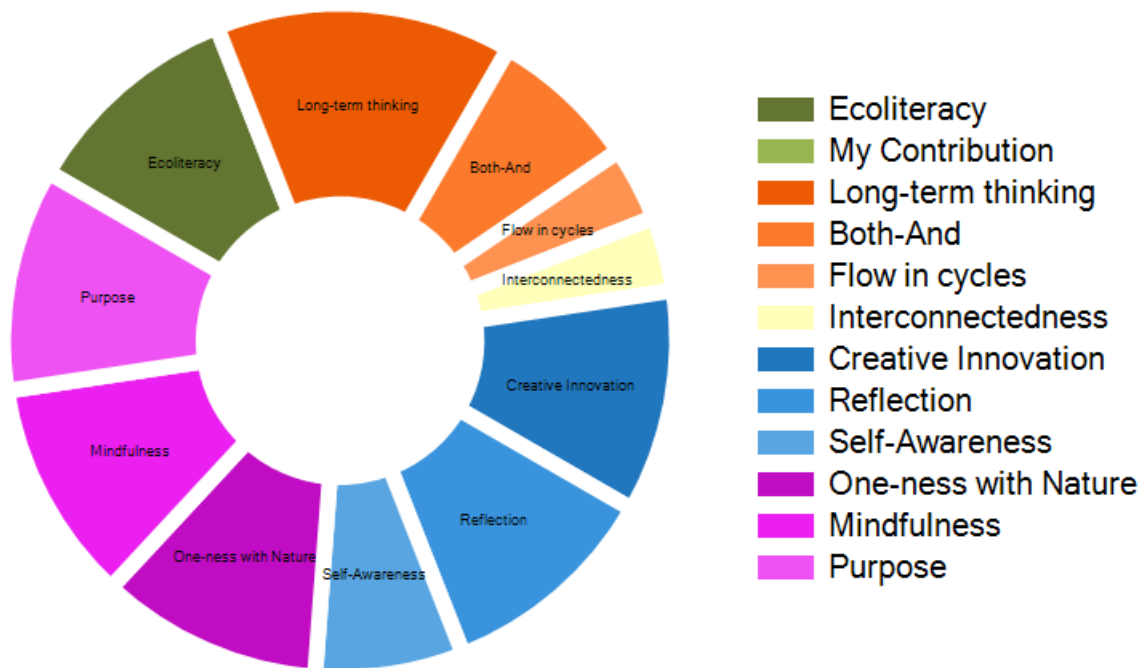 Long-term thinking
Both-And
Flow in cycles
Interconnectedness
Creative Innovation
Reflection
Self-Awareness
One-ness with Nature
Mindfulness
Purpose
Ecoliteracy
Ecoliteracy
My Contribution
Long-term thinking
Both-And
Flow in cycles
Interconnectedness
Creative Innovation
Reflection
Self-Awareness
One-ness with Nature
Mindfulness
Purpose